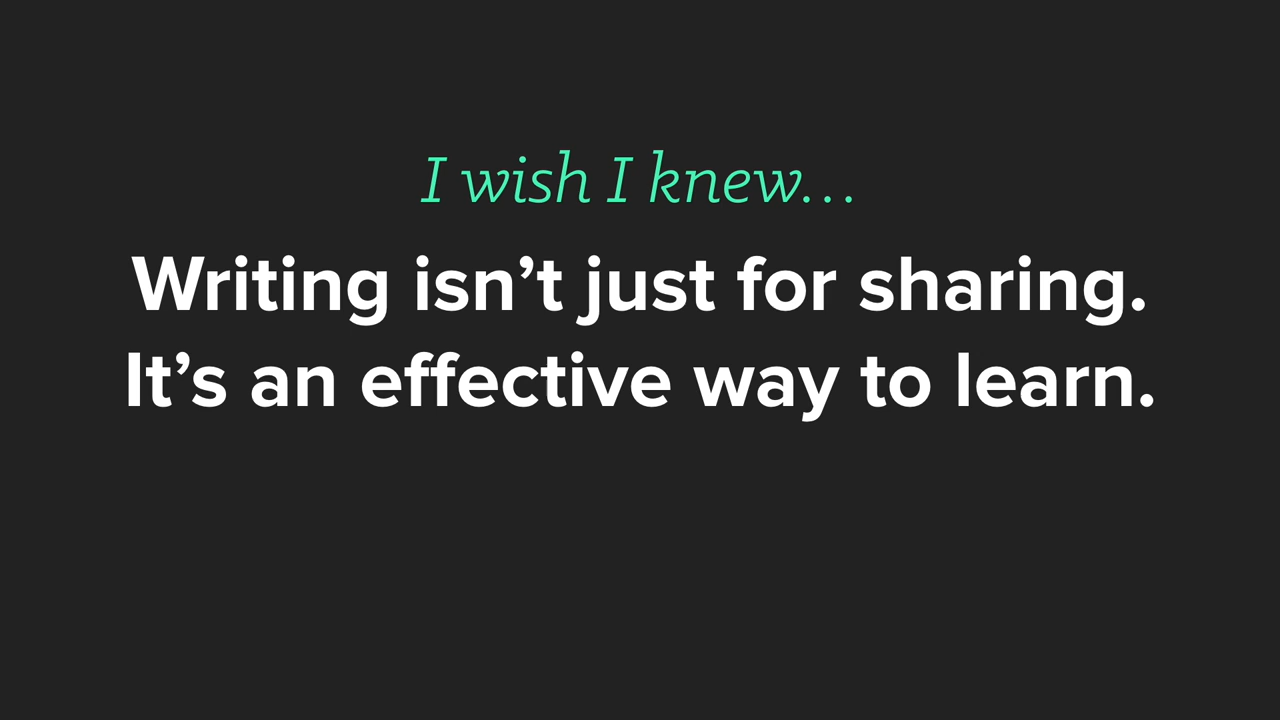 I wish I knew…
Writing isn’t just for sharing.
It’s an effective way to learn.